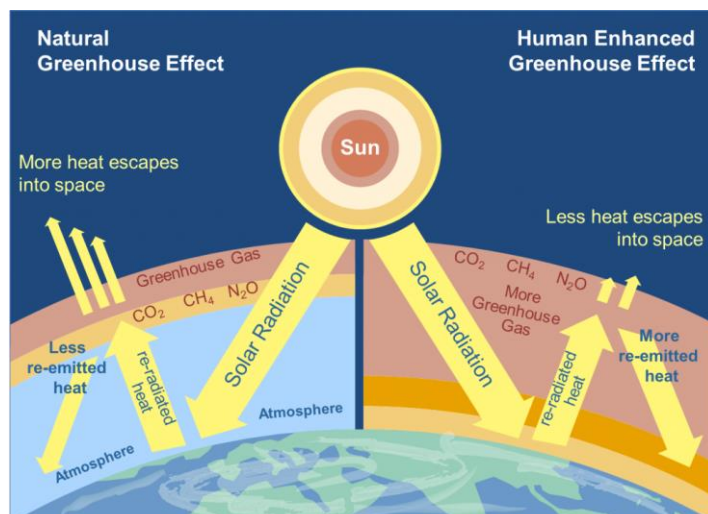 Natural
Greenhouse Effect
Human Enhanced
Greenhouse Effect
Sun
More heat escapes
into space
Less heat escapes
into space
Greenhouse Gas
CO₂ CH₄ N₂O
Solar Radiation
Less
re-emitted
heat
re-radiated
heat
Atmosphere
Atmosphere
CO₂ CH₄ N₂O
More
Greenhouse
Gas
Solar Radiation
re-radiated
heat
More
re-emitted
heat